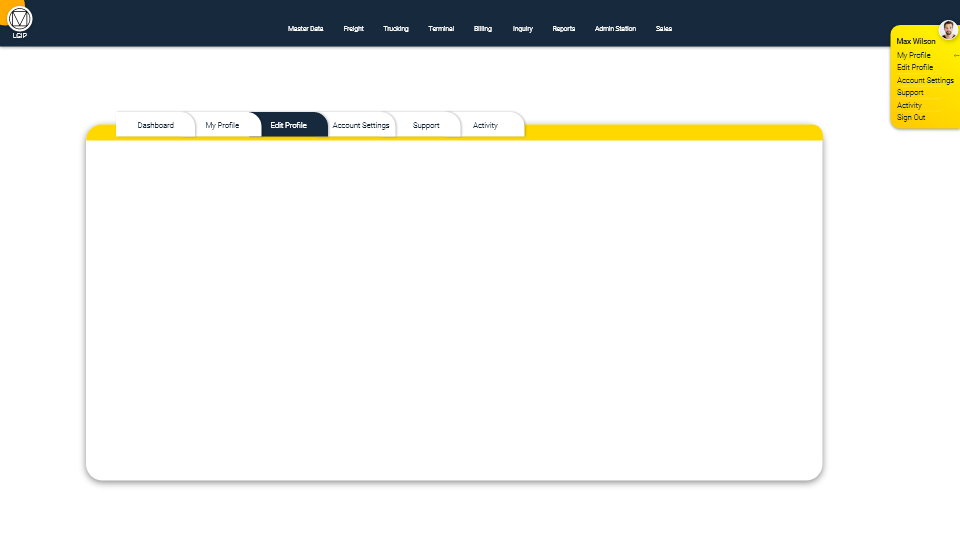 LQIP
Master Data Freight Trucking Terminal Billing Inquiry Reports Admin Station Sales
Max Wilson
My Profile
Edit Profile
Account Settings
Support
Activity
Sign Out
Dashboard My Profile Edit Profile Account Settings Support Activity